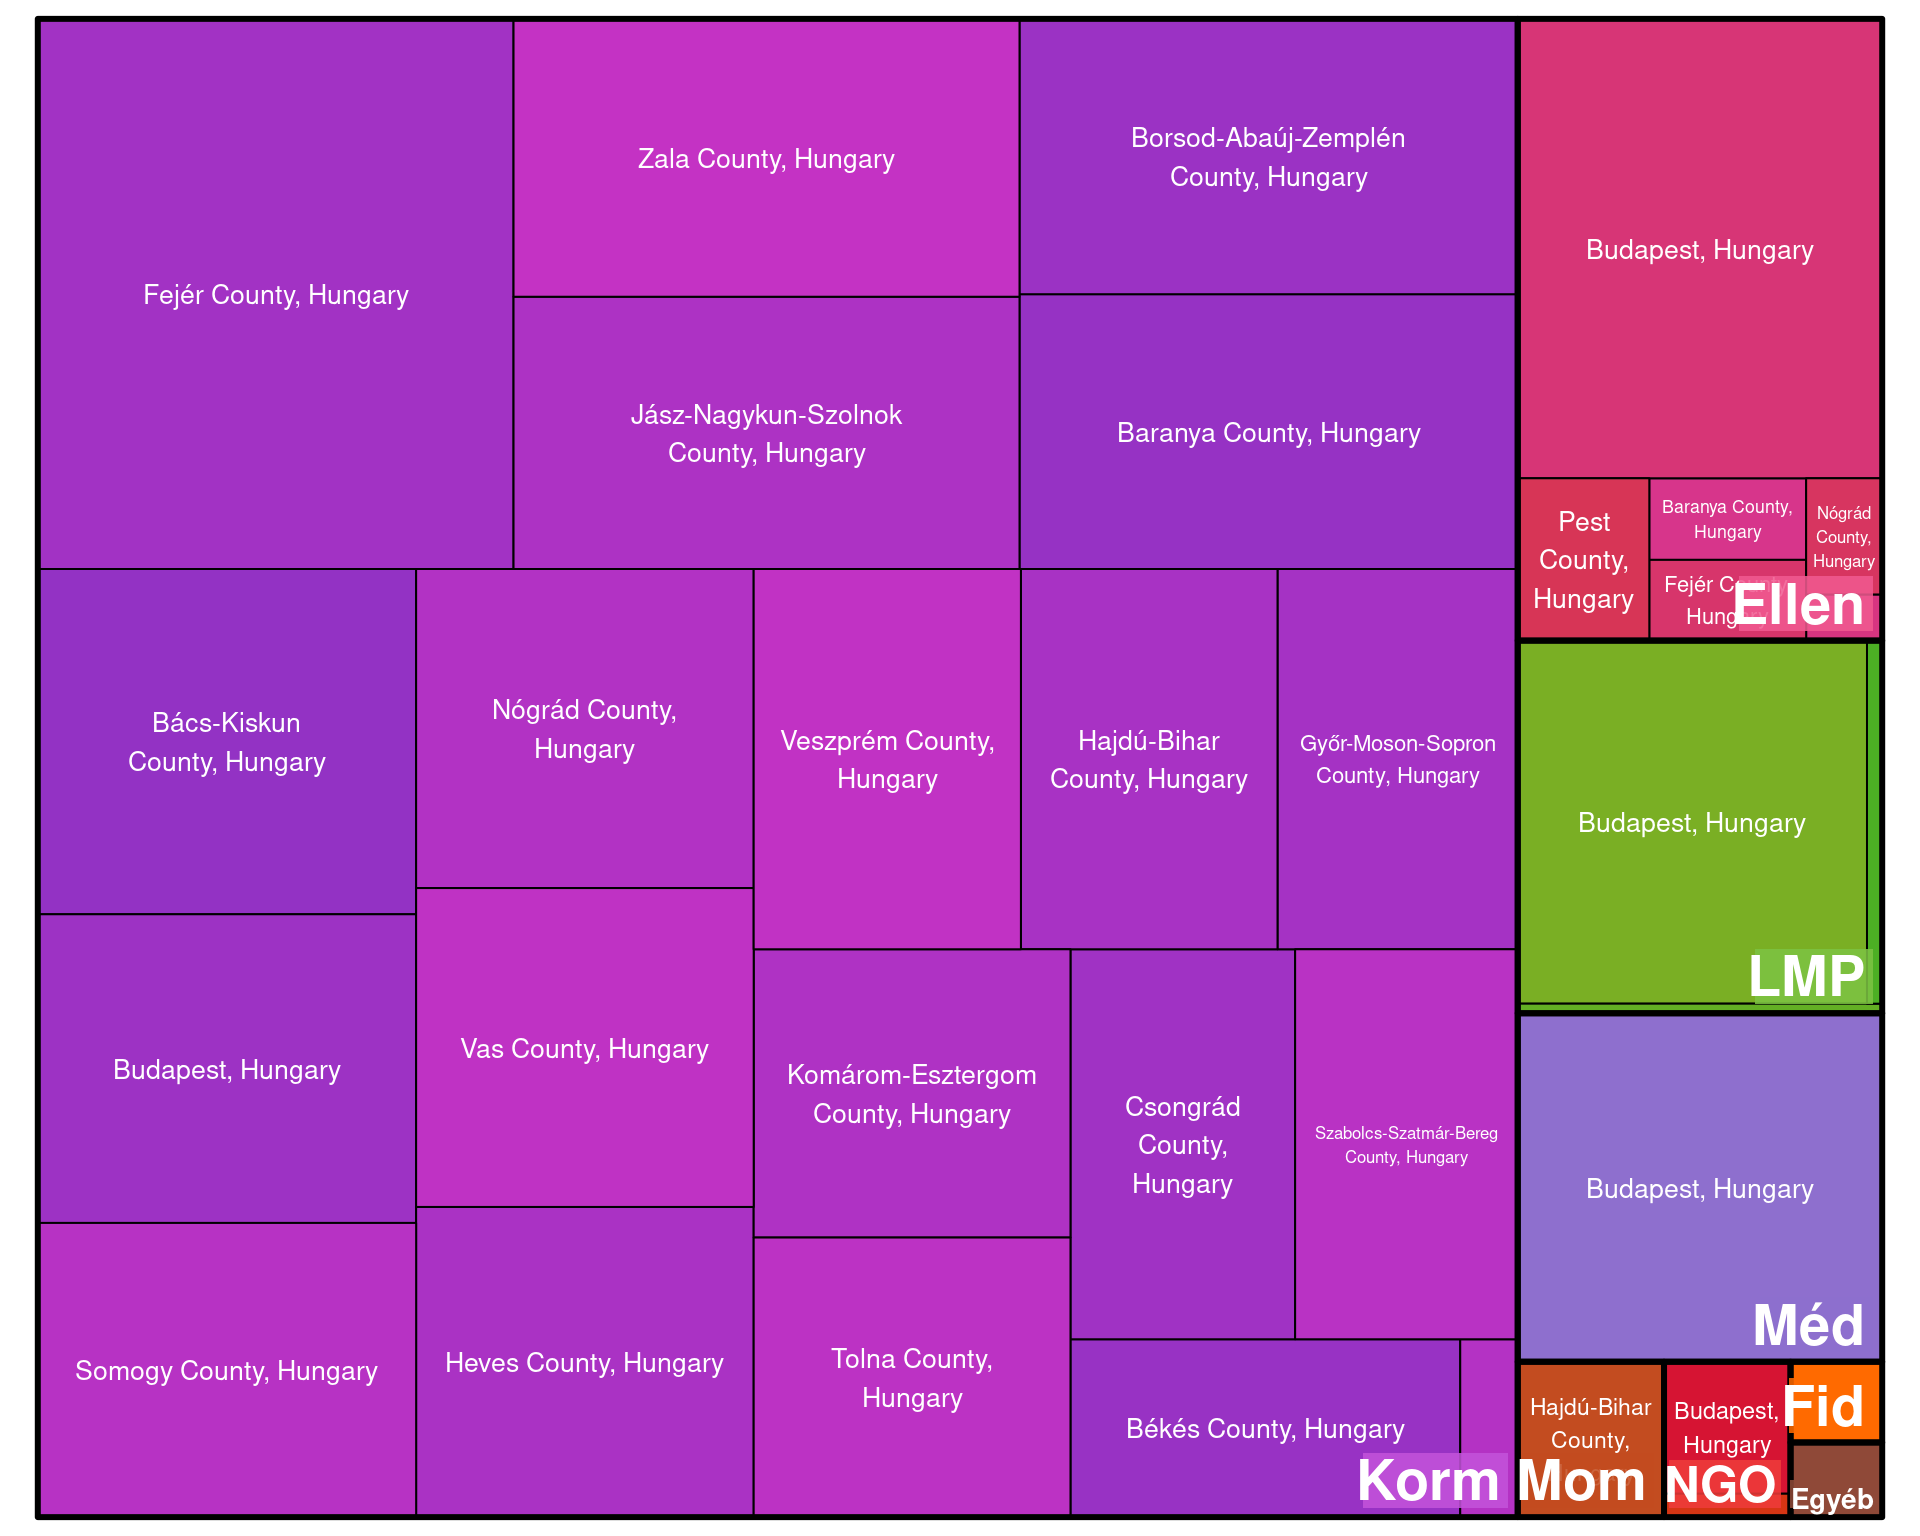 Fejér County, Hungary
Zala County, Hungary
Jász-Nagykun-Szolnok
County, Hungary
Borsod-Abaúj-Zemplén
County, Hungary
Baranya County, Hungary
Bács-Kiskun
County, Hungary
Budapest, Hungary
Somogy County, Hungary
Nógrád County,
Hungary
Vas County, Hungary
Heves County, Hungary
Veszprém County,
Hungary
Hajdú-Bihar
County, Hungary
Győr-Moson-Sopron
County, Hungary
Komárom-Esztergom
County, Hungary
Tolna County,
Hungary
Csongrád
County,
Hungary
Szabolcs-Szatmár-Bereg
County, Hungary
Békés County, Hungary
Korm
Budapest, Hungary
Pest
County,
Hungary
Baranya County,
Hungary
Fejér County,
Hungary
Nógrád
County,
Hungary
Ellen
Budapest, Hungary
LMP
Budapest, Hungary
Méd
Hajdú-Bihar
County,
Mom
Budapest,
Hungary
NGO
Fid
Egyéb